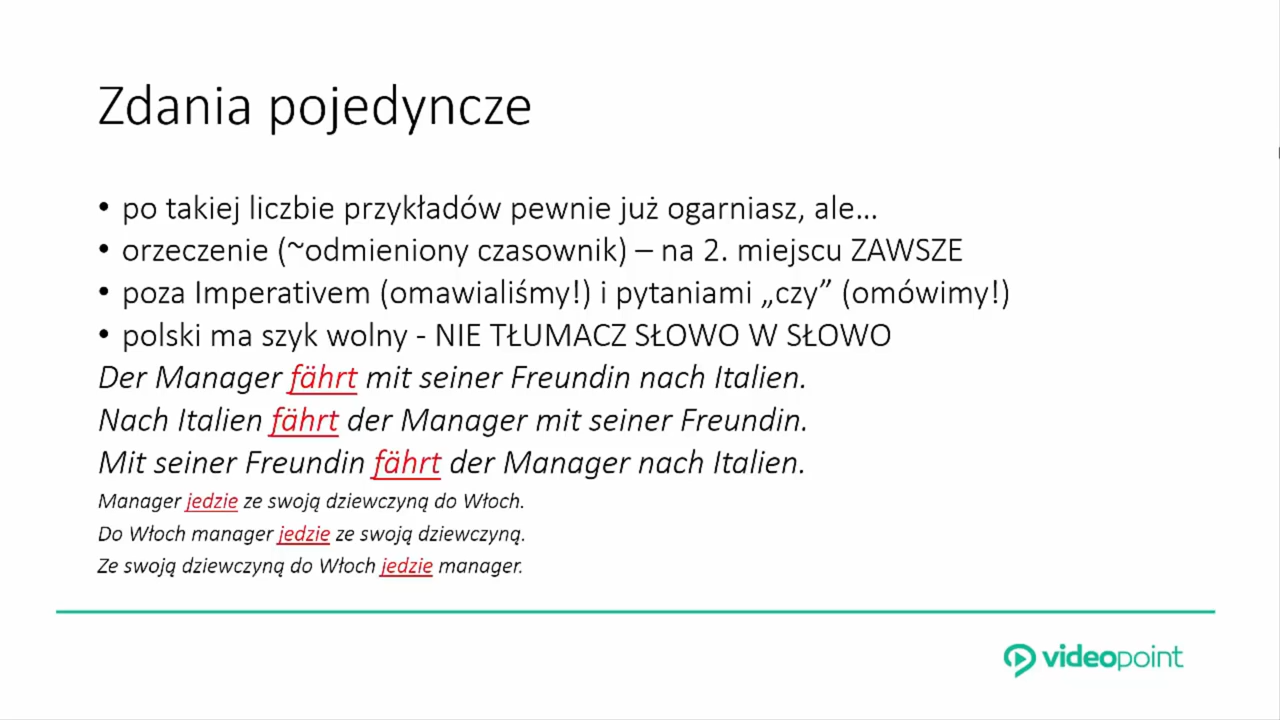 Zdania pojedyncze
• po takiej liczbie przykładów pewnie już ogarniasz, ale...
• orzeczenie (~odmieniony czasownik) – na 2. miejscu ZAWSZE
• poza Imperativem (omawialiśmy!) i pytaniami „czy” (omówimy!)
• polski ma szyk wolny - NIE TŁUMACZ SŁOWO W SŁOWO
Der Manager fährt mit seiner Freundin nach Italien.
Nach Italien fährt der Manager mit seiner Freundin.
Mit seiner Freundin fährt der Manager nach Italien.
Manager jedzie ze swoją dziewczyną do Włoch.
Do Włoch manager jedzie ze swoją dziewczyną.
Ze swoją dziewczyną do Włoch jedzie manager.
videopoint